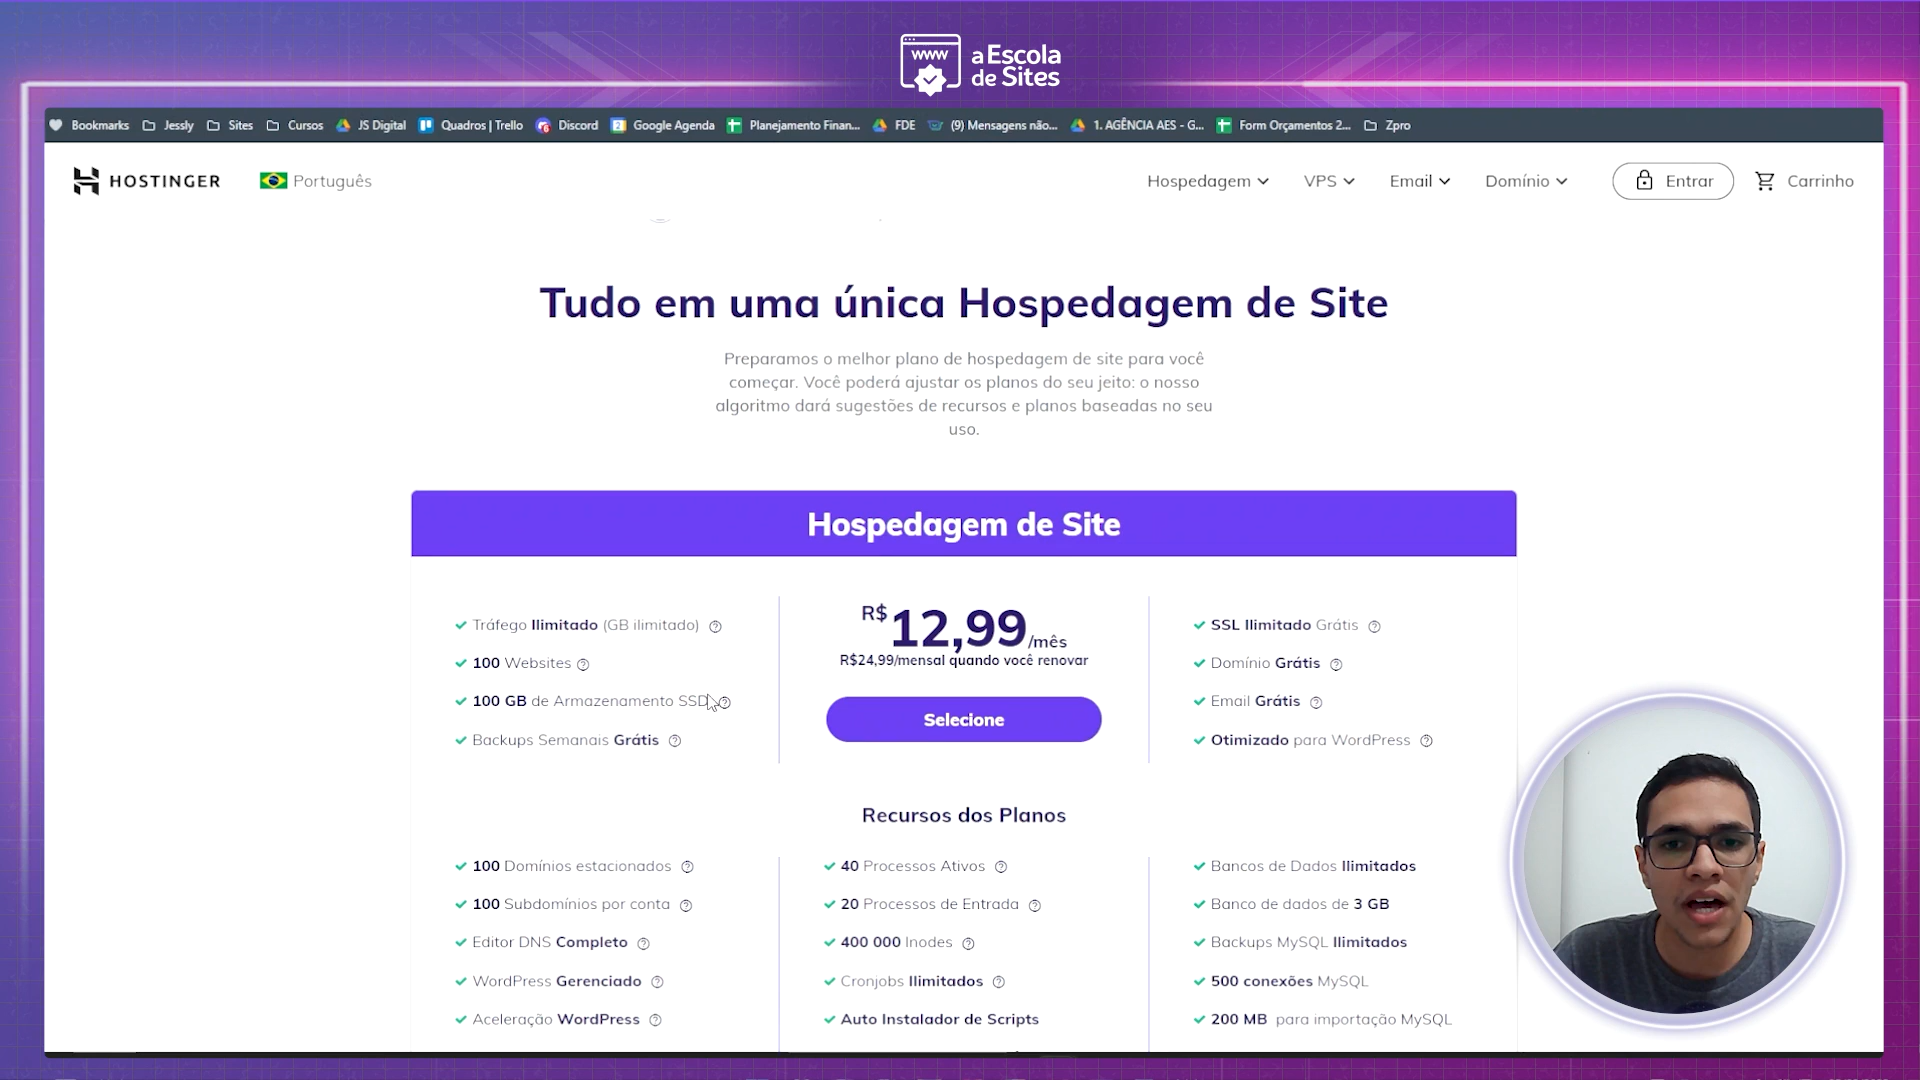 www
a Escola
de Sites
Bookmarks Jessly Sites Cursos JS Digital Quadros | Trello Discord 2 Google Agenda Planejamento Finan... FDE (9) Mensagens não... 1. AGÊNCIA AES - G... Form Orçamentos 2... Zpro
HOSTINGER Português Hospedagem VPS Email Domínio Entrar Carrinho
Tudo em uma única Hospedagem de Site
Preparamos o melhor plano de hospedagem de site para você
começar. Você poderá ajustar os planos do seu jeito: o nosso
algoritmo dará sugestões de recursos e planos baseadas no seu
uso.
Hospedagem de Site
Tráfego Ilimitado (GB ilimitado)
100 Websites
100 GB de Armazenamento SSD
Backups Semanais Grátis
R$ 12,99/mês
R$24,99/mensal quando você renovar
Selecione
SSL Ilimitado Grátis
Domínio Grátis
Email Grátis
Otimizado para WordPress
Recursos dos Planos
100 Domínios estacionados
100 Subdomínios por conta
Editor DNS Completo
WordPress Gerenciado
Aceleração WordPress
40 Processos Ativos
20 Processos de Entrada
400 000 Inodes
Cronjobs Ilimitados
Auto Instalador de Scripts
Bancos de Dados Ilimitados
Banco de dados de 3 GB
Backups MySQL Ilimitados
500 conexões MySQL
200 MB para importação MySQL